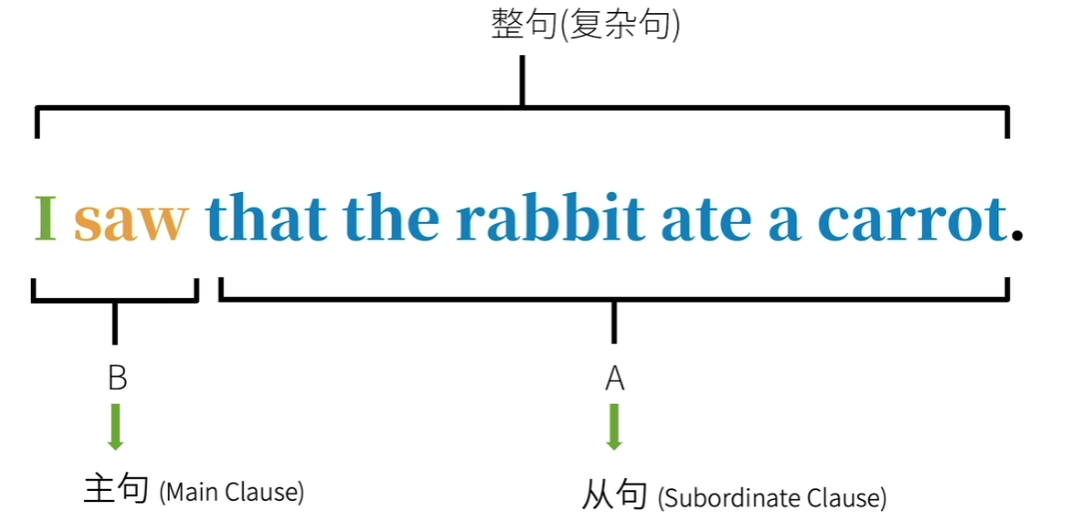 整句(复杂句)
I saw that the rabbit ate a carrot.
B
A
主句 (Main Clause)
从句 (Subordinate Clause)